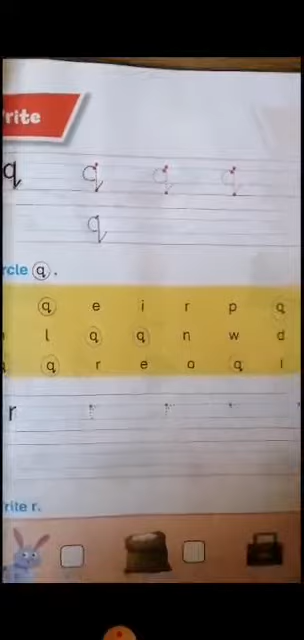 rite
q q q q
q
rcle q .
q e i r p q
l q q n w d
q r e a q l
r r r r
rite r.